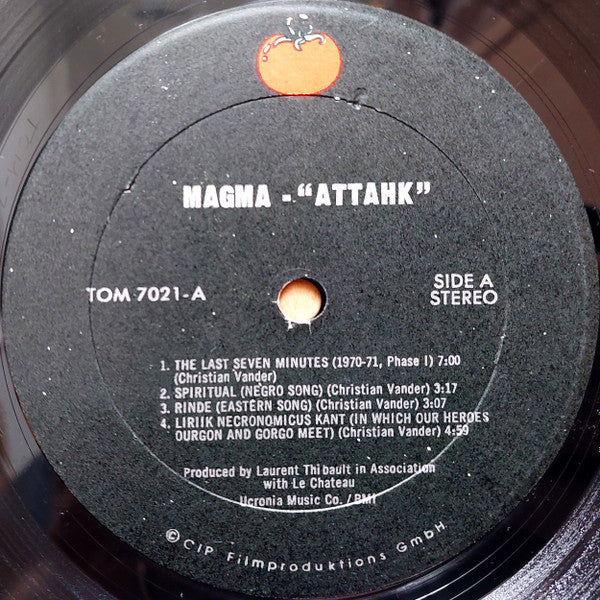 MAGMA - "ATTAHK"
TOM 7021-A
SIDE A
STEREO
1. THE LAST SEVEN MINUTES (1970-71, Phase I) 7:00
(Christian Vander)
2. SPIRITUAL (NEGRO SONG) (Christian Vander) 3:17
3. RINDE (EASTERN SONG) (Christian Vander) 3:07
4. LIRIIK NECRONOMICUS KANT (IN WHICH OUR HEROES
OURGON AND GORGO MEET) (Christian Vander) 4:59
Produced by Laurent Thibault in Association
with Le Chateau
Ucronia Music Co. / BMI
©CIP Filmproduktions GmbH.